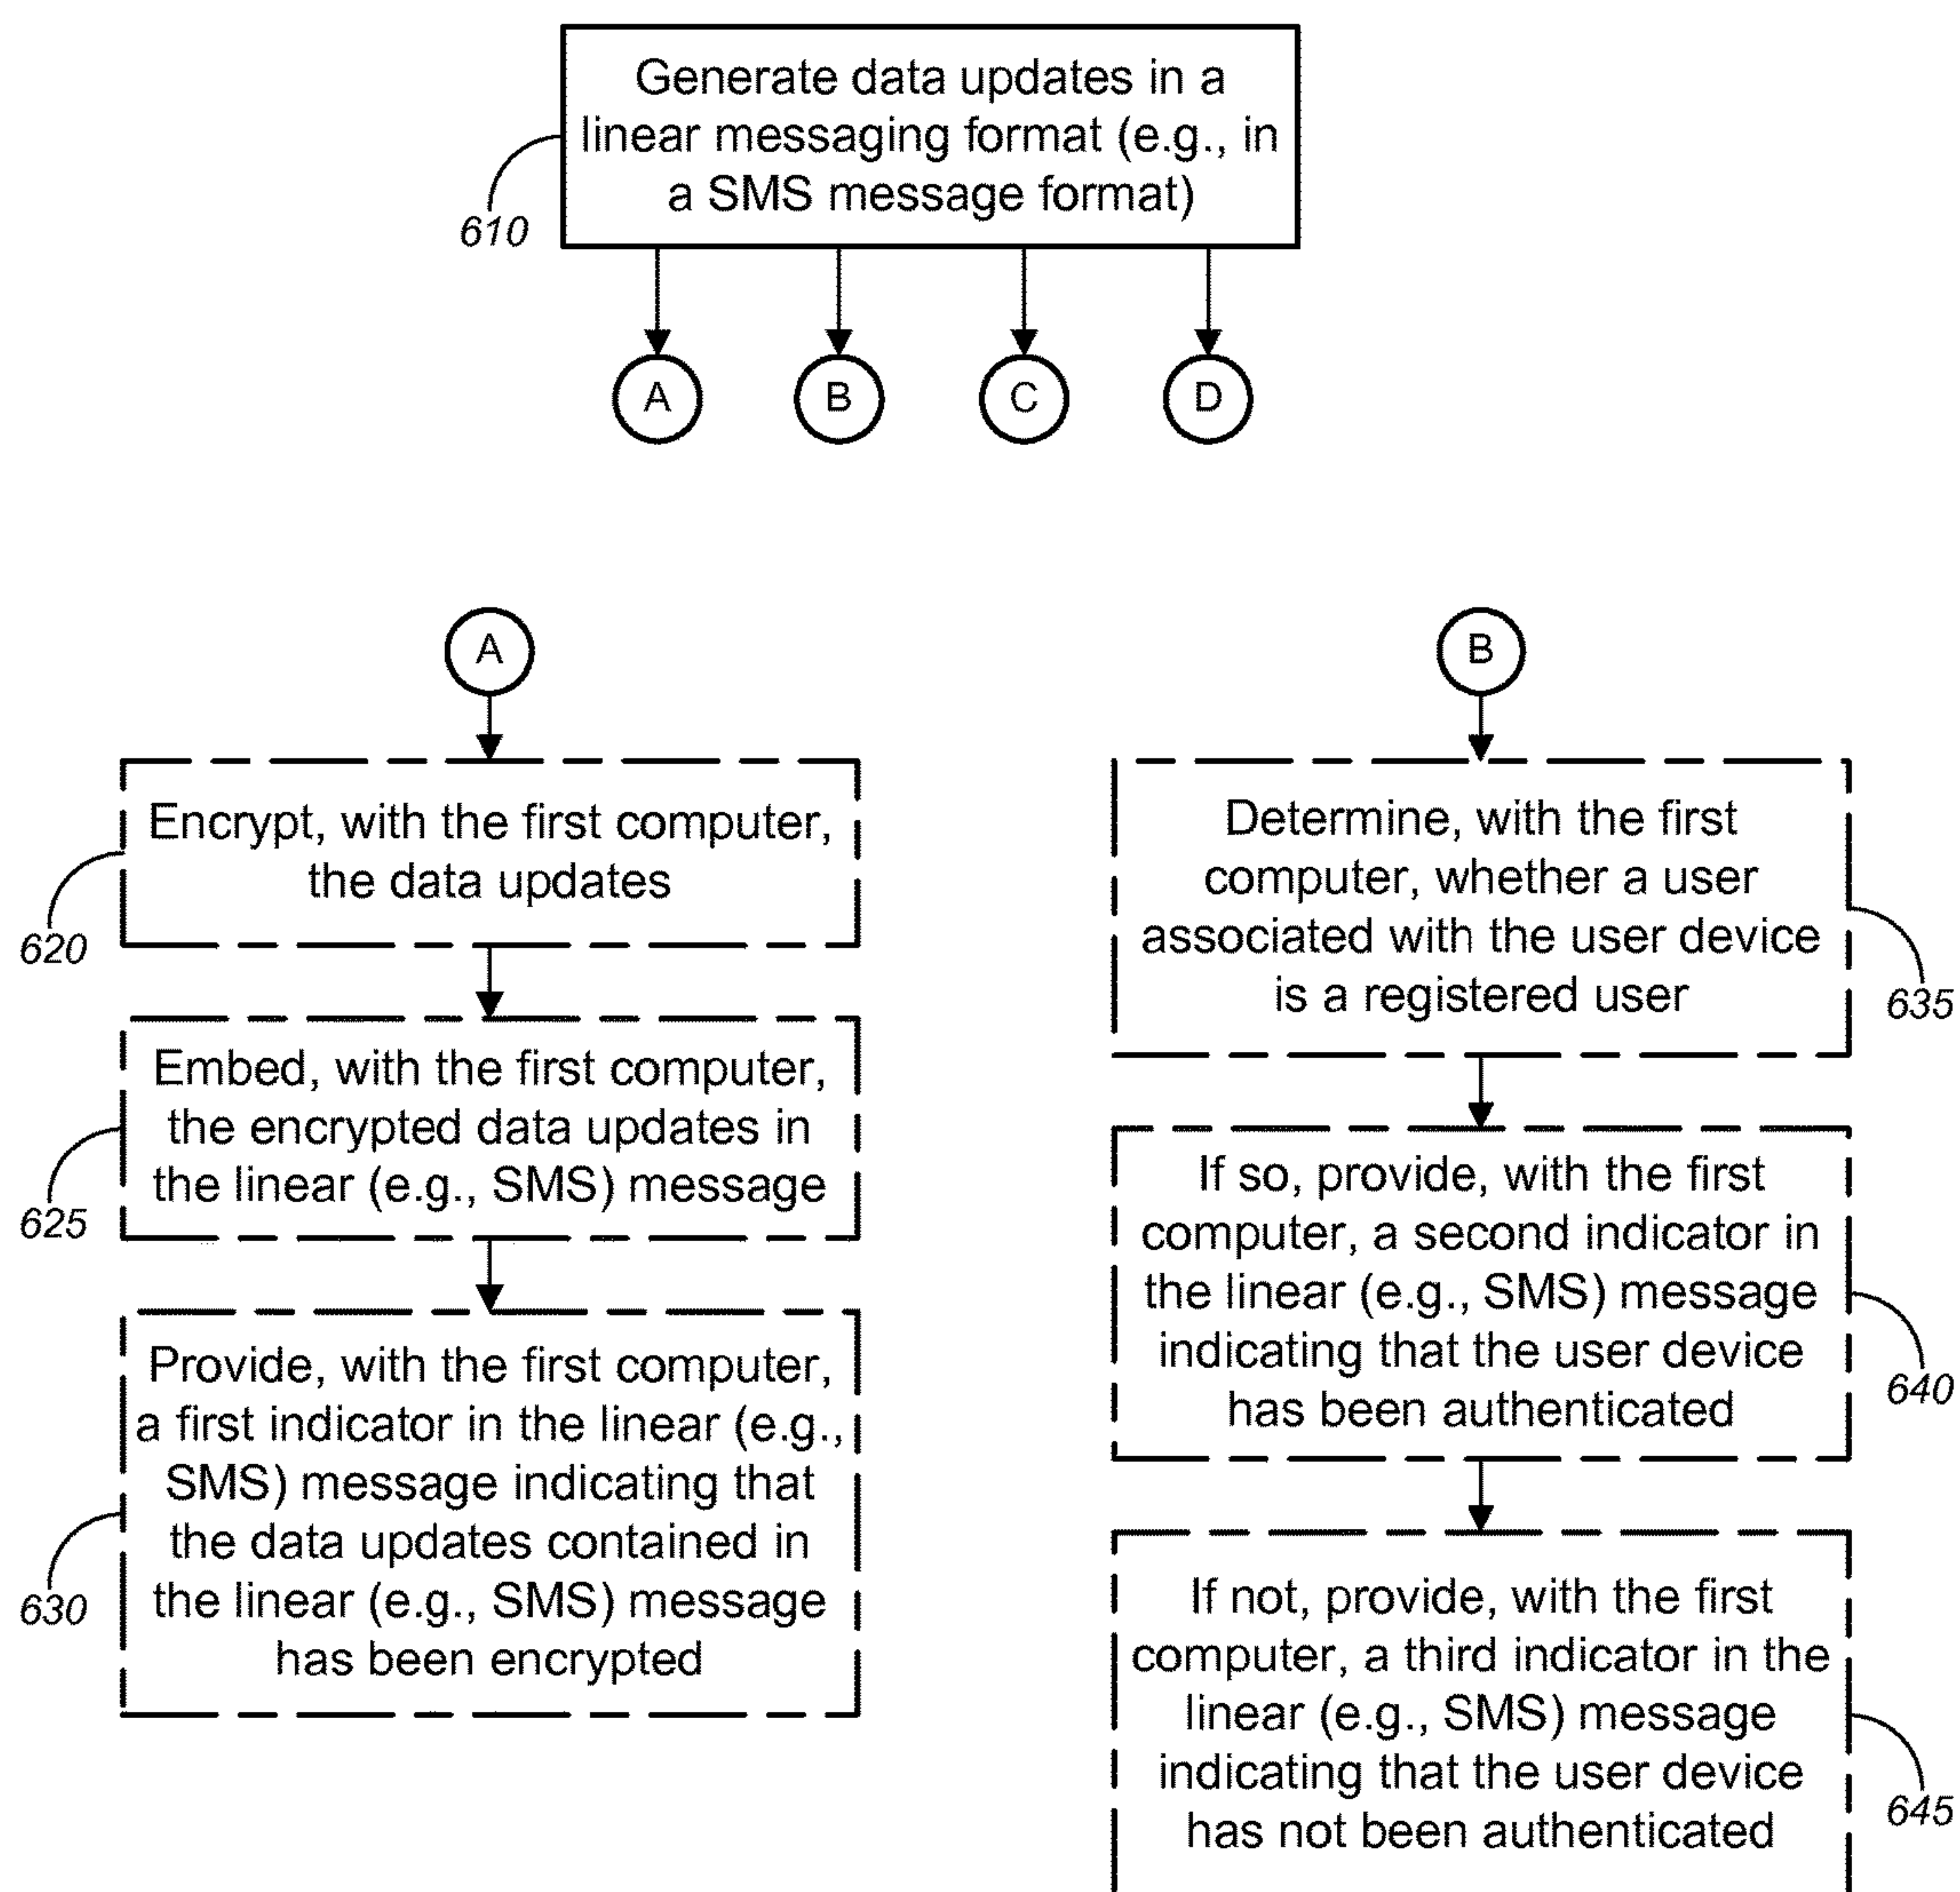 Generate data updates in a
linear messaging format (e.g., in
a SMS message format)
610
A
B
C
D
A
Encrypt, with the first computer,
the data updates
620
Embed, with the first computer,
the encrypted data updates in
the linear (e.g., SMS) message
625
Provide, with the first computer,
a first indicator in the linear (e.g.,
SMS) message indicating that
the data updates contained in
the linear (e.g., SMS) message
has been encrypted
630
B
Determine, with the first
computer, whether a user
associated with the user device
is a registered user
635
If so, provide, with the first
computer, a second indicator in
the linear (e.g., SMS) message
indicating that the user device
has been authenticated
640
If not, provide, with the first
computer, a third indicator in the
linear (e.g., SMS) message
indicating that the user device
has not been authenticated
645